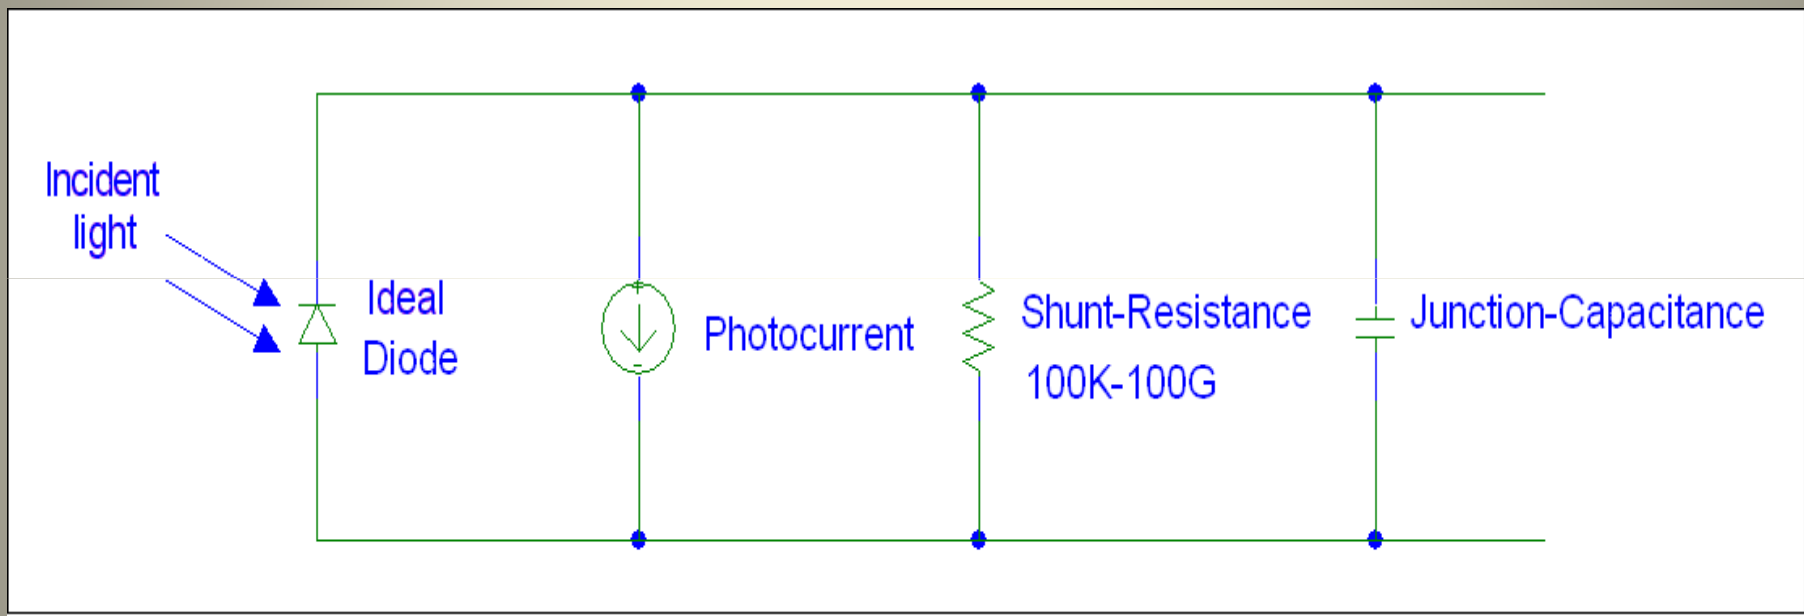 Incident
light
Ideal
Diode
Photocurrent
Shunt-Resistance
100K-100G
Junction-Capacitance